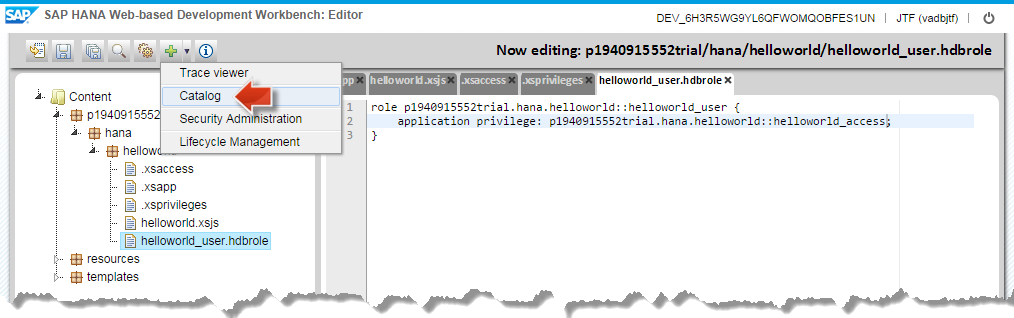 SAP SAP HANA Web-based Development Workbench: Editor
DEV_6H3R5WG9YL6QFWOMQOBFES1UN | JTF (vadbjtf)
Now editing: p1940915552trial/hana/helloworld/helloworld_user.hdbrole
Trace viewer
Catalog
Security Administration
Lifecycle Management
pp helloworld.xsjs .xsaccess .xsprivileges helloworld_user.hdbrole
Content
p1940915552
hana
hellowo
.xsaccess
.xsapp
.xsprivileges
helloworld.xsjs
helloworld_user.hdbrole
resources
templates
1 role p1940915552trial.hana.helloworld::helloworld_user {
2 application privilege: p1940915552trial.hana.helloworld::helloworld_access;
3 }